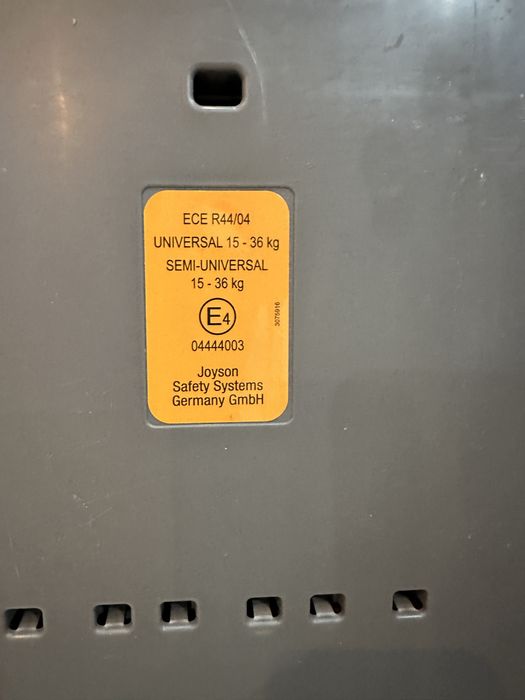 ECE R44/04
UNIVERSAL 15 - 36 kg
SEMI-UNIVERSAL
15 - 36 kg
E4
3075916
04444003
Joyson
Safety Systems
Germany GmbH